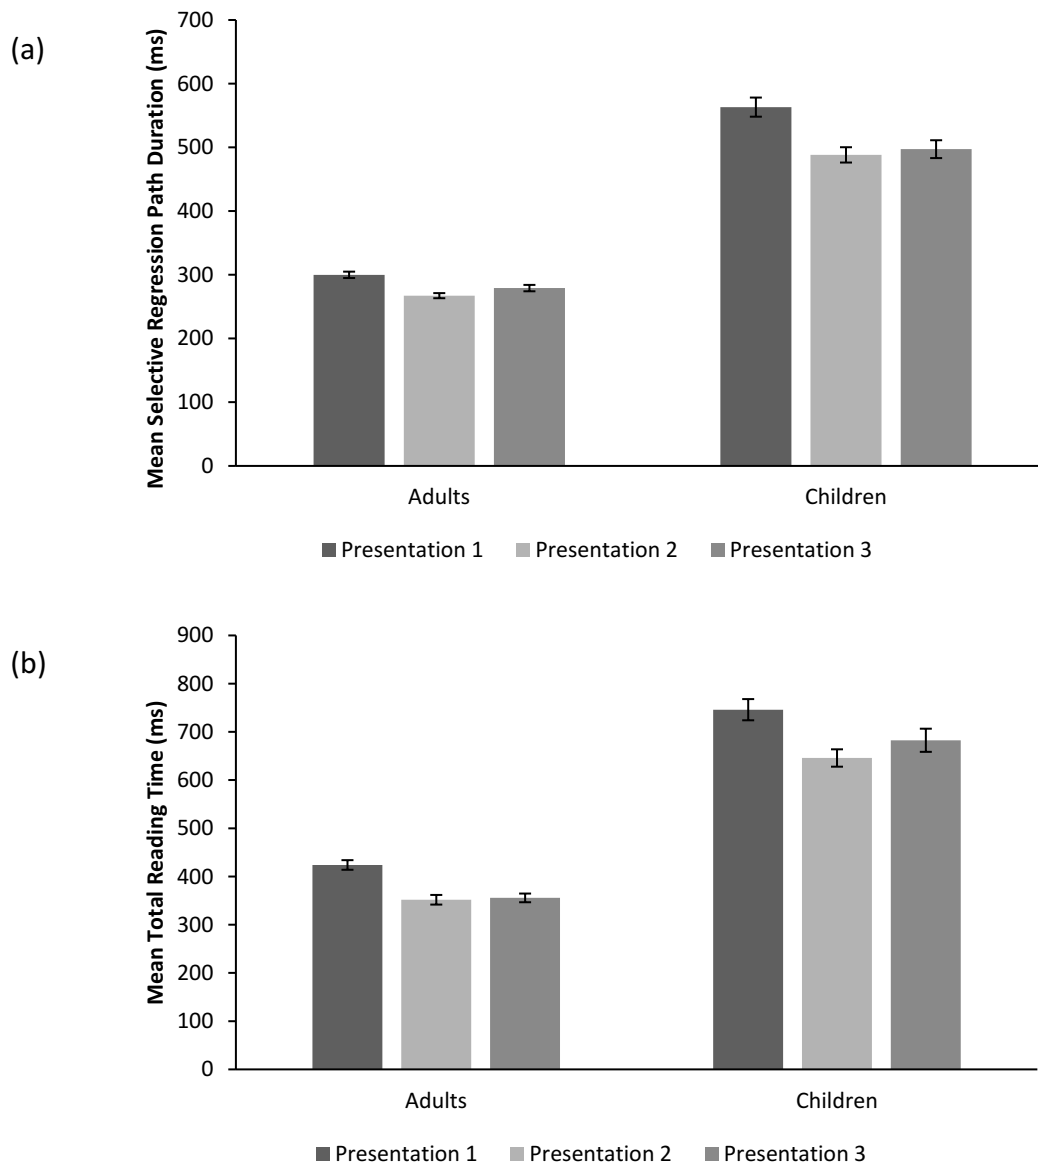 (a)
Mean Selective Regression Path Duration (ms)
700
600
500
400
300
200
100
0
Adults Children
Presentation 1 Presentation 2 Presentation 3
(b)
Mean Total Reading Time (ms)
900
800
700
600
500
400
300
200
100
0
Adults Children
Presentation 1 Presentation 2 Presentation 3